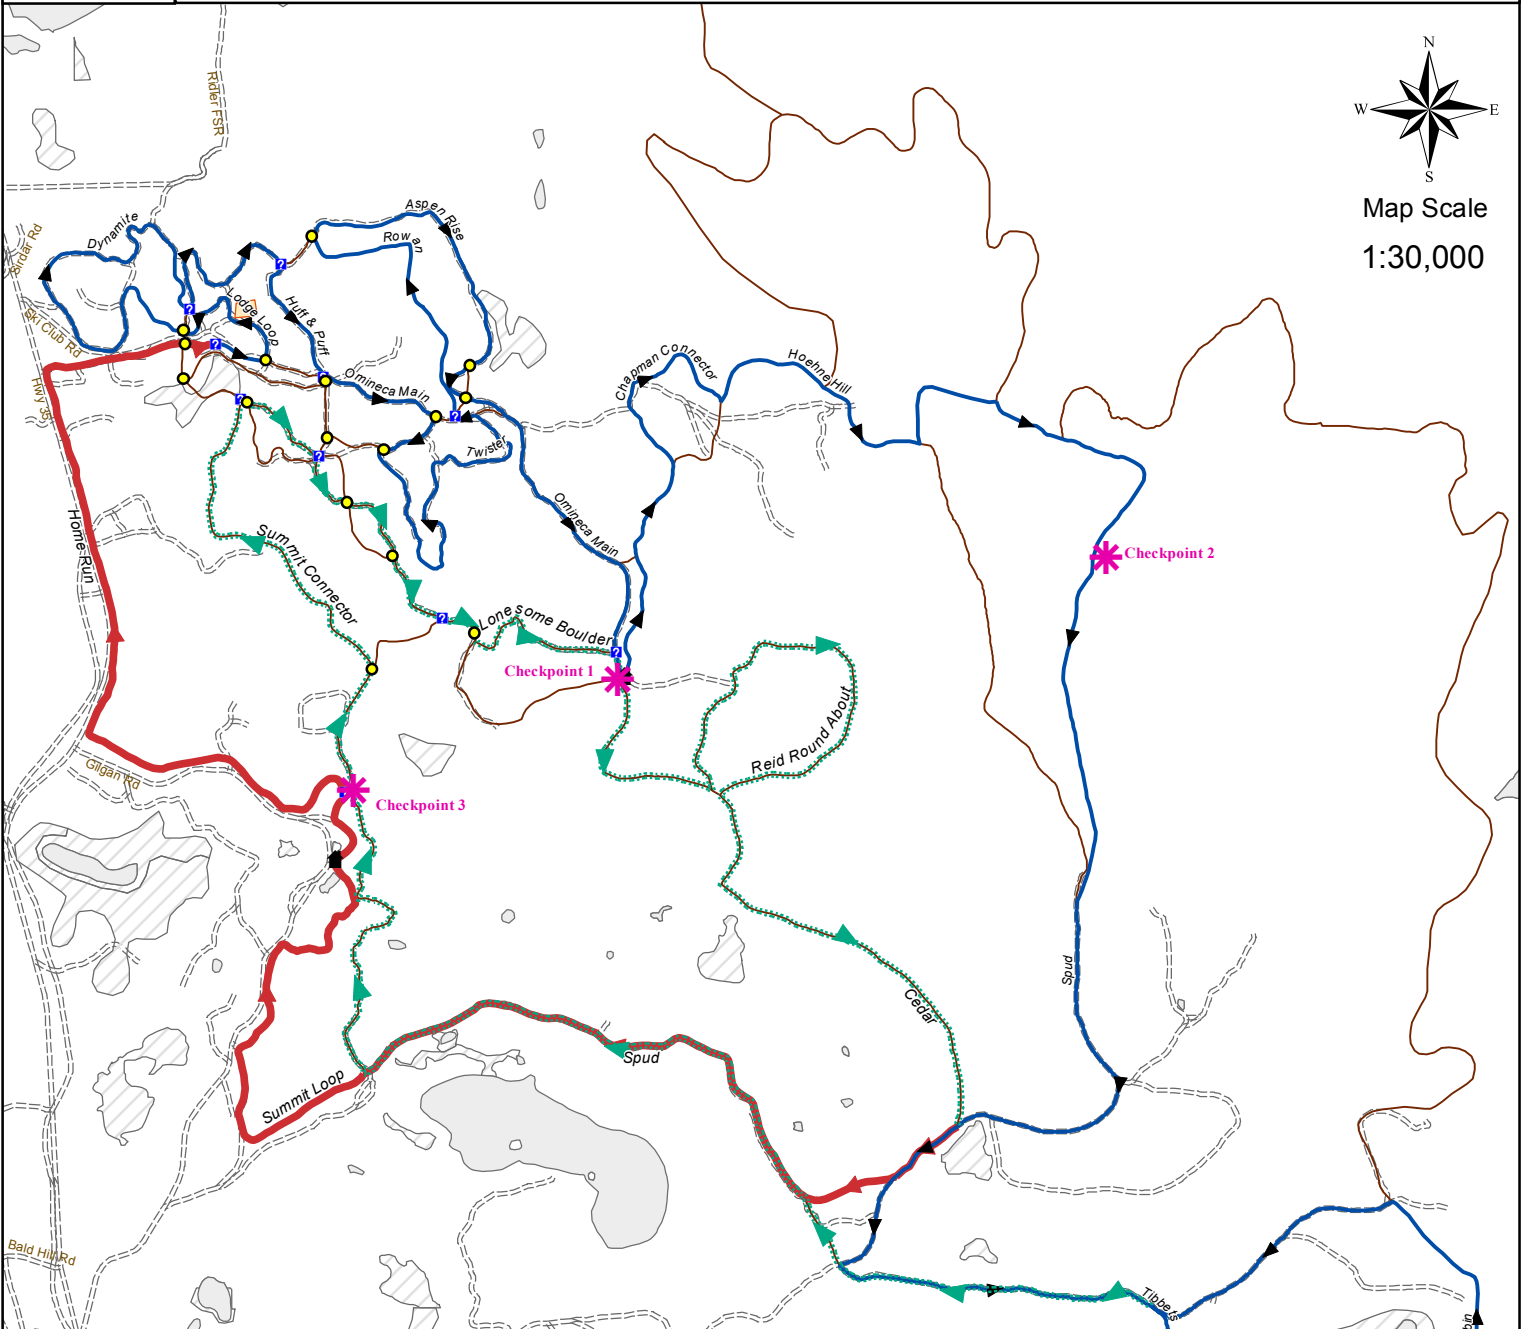 N
W E
S
Map Scale
1:30,000
Ridler FSR
Sirdar Rd
Dynamite
Aspen Rise
Rowan
Lodge Loop
Huff & Puff
Ski Club Rd
Hwy 35
Omineca Main
Chapman Connector
Hoehne Hill
Twister
Omineca Main
Home Run
Summit Connector
Checkpoint 2
Lonesome Boulder
Checkpoint 1
Reid Round About
Gilgan Rd
Checkpoint 3
Spud
Cedar
Spud
Summit Loop
Bald Hill Rd
Tibbets